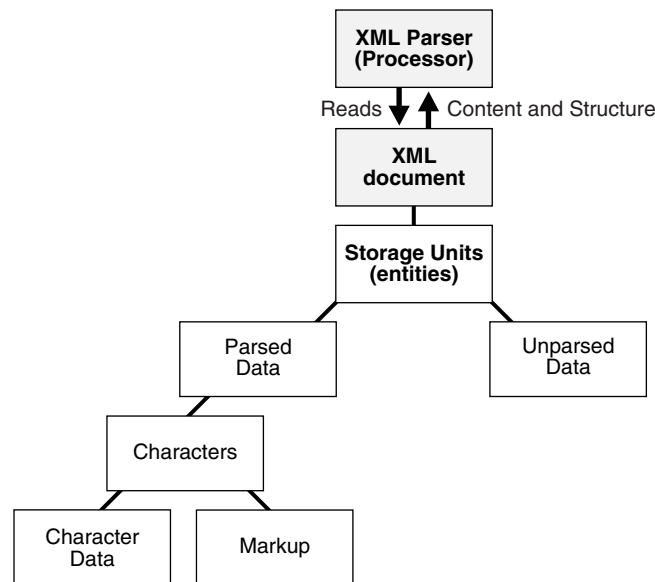 XML Parser
(Processor)
Reads
Content and Structure
XML
document
Storage Units
(entities)
Parsed
Data
Unparsed
Data
Characters
Character
Data
Markup